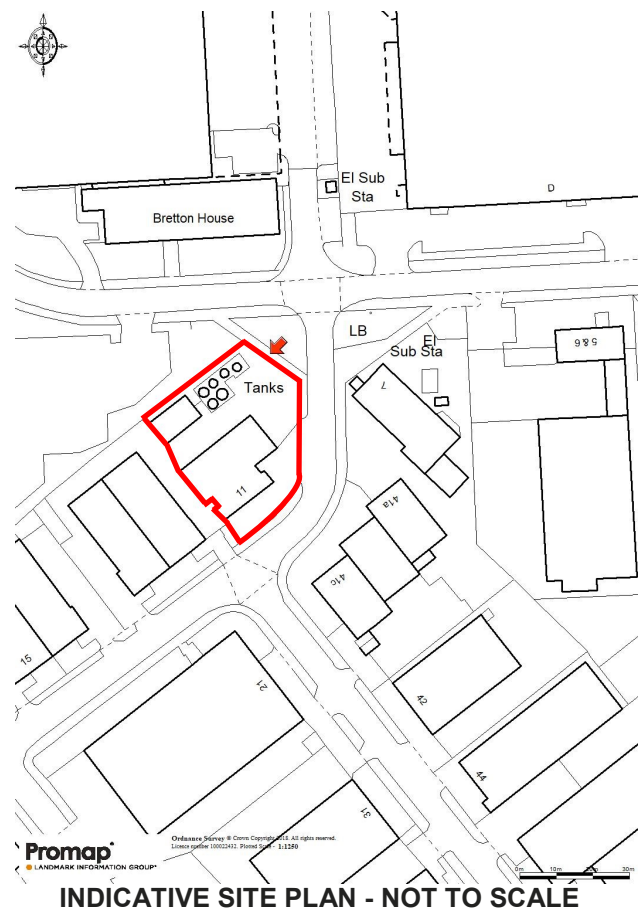 El Sub
Sta
D
Bretton House
LB
El
Sub Sta
5 & 6
Tanks
7
11
41a
41c
15
42
21
44
31
Ordnance Survey © Crown Copyright 2018. All rights reserved.
Licence number 100022432. Plotted Scale - 1:1250
Promap®
LANDMARK INFORMATION GROUP®
0m 10m 20m 30m
INDICATIVE SITE PLAN - NOT TO SCALE